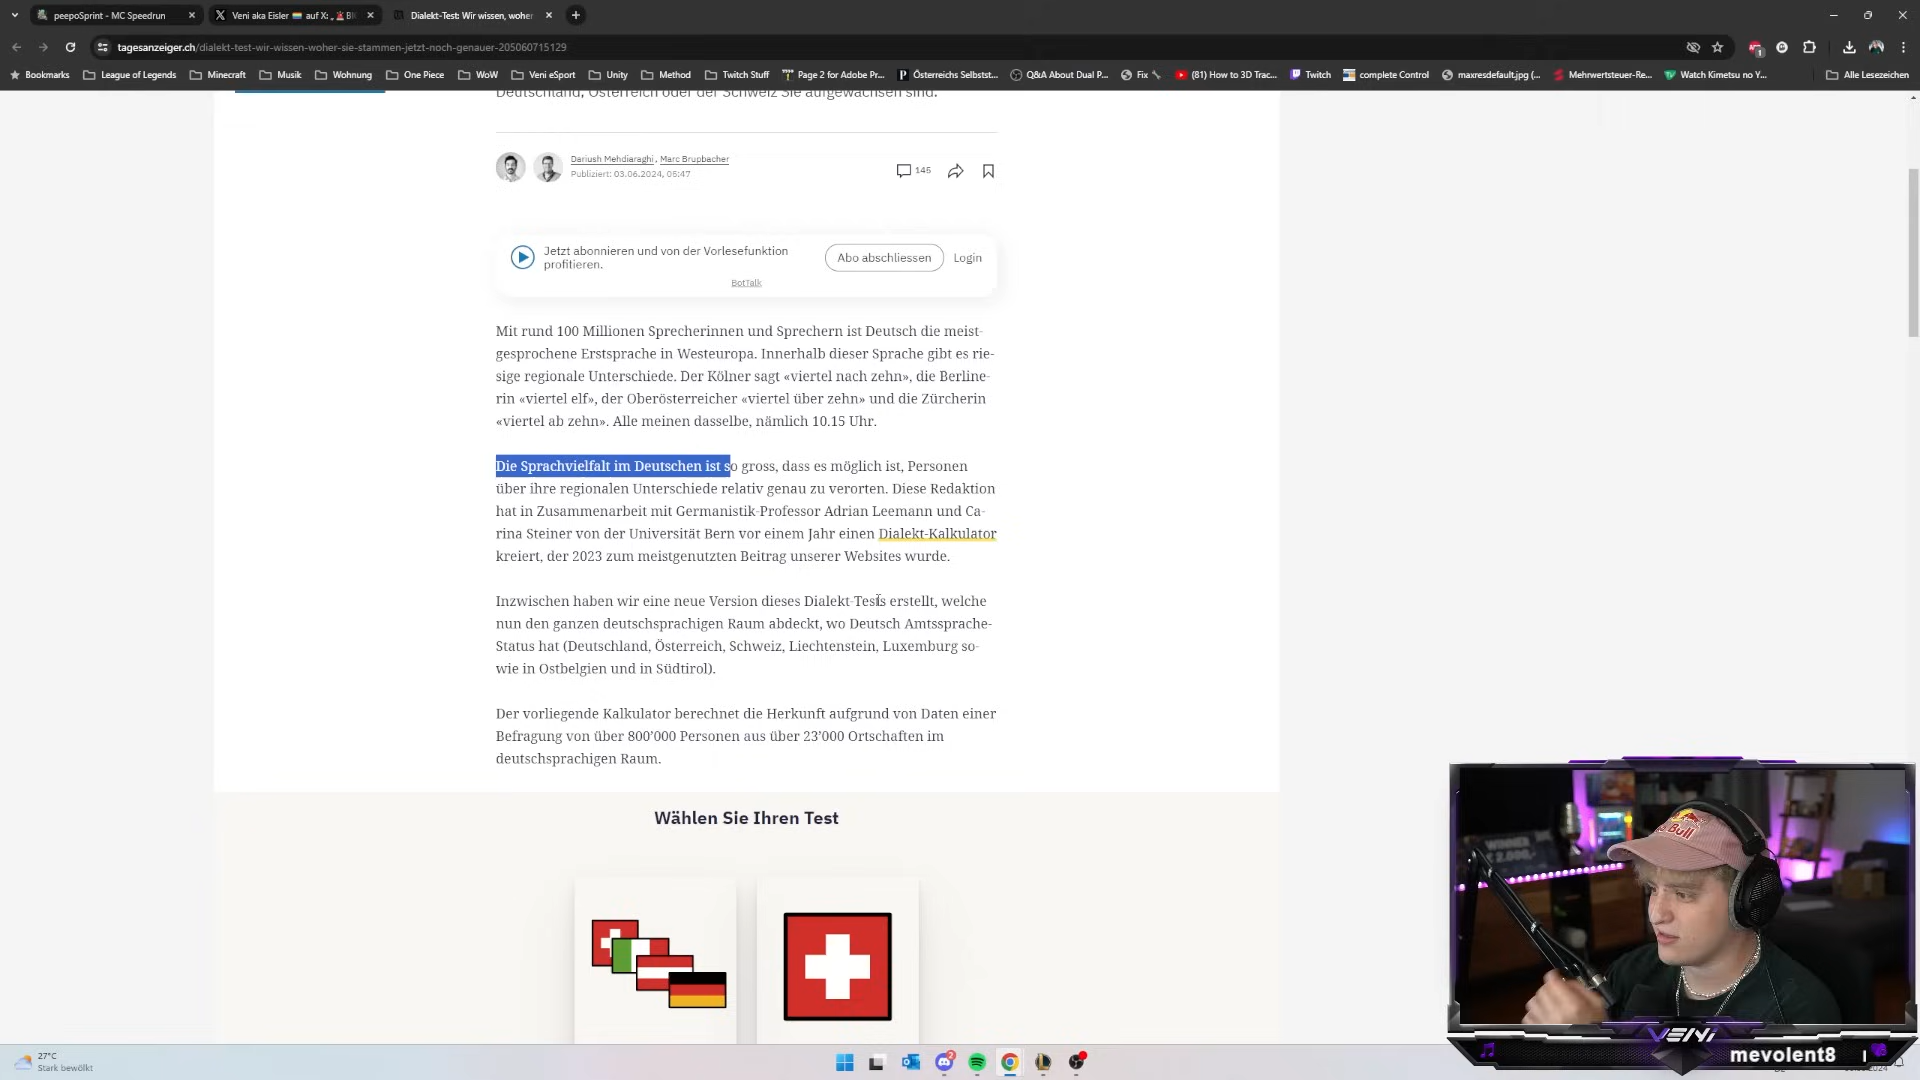 peepoSprint - MC Speedrun
Veni aka Eisler auf X:
Dialekt-Test: Wir wissen, woher
tagesanzeiger.ch/dialekt-test-wir-wissen-woher-sie-stammen-jetzt-noch-genauer-205060715129
Bookmarks League of Legends Minecraft Musik Wohnung One Piece WoW Veni eSport Unity Method Twitch Stuff Page 2 for Adobe Pr... Österreichs Selbstst... Q&A About Dual P... Fix (81) How to 3D Trac... Twitch complete Control maxresdefault.jpg (... Mehrwertsteuer-Re... Watch Kimetsu no Y... Alle Lesezeichen
Deutschland, Österreich oder der Schweiz Sie aufgewachsen sind.
Dariush Mehdiaraghi, Marc Brupbacher
Publiziert: 03.06.2024, 05:47
145
Jetzt abonnieren und von der Vorlesefunktion
profitieren.
Abo abschliessen
Login
BotTalk
Mit rund 100 Millionen Sprecherinnen und Sprechern ist Deutsch die meist-
gesprochene Erstsprache in Westeuropa. Innerhalb dieser Sprache gibt es rie-
sige regionale Unterschiede. Der Kölner sagt «viertel nach zehn», die Berline-
rin «viertel elf», der Oberösterreicher «viertel über zehn» und die Zürcherin
«viertel ab zehn». Alle meinen dasselbe, nämlich 10.15 Uhr.
Die Sprachvielfalt im Deutschen ist so gross, dass es möglich ist, Personen
über ihre regionalen Unterschiede relativ genau zu verorten. Diese Redaktion
hat in Zusammenarbeit mit Germanistik-Professor Adrian Leemann und Ca-
rina Steiner von der Universität Bern vor einem Jahr einen Dialekt-Kalkulator
kreiert, der 2023 zum meistgenutzten Beitrag unserer Websites wurde.
Inzwischen haben wir eine neue Version dieses Dialekt-Tests erstellt, welche
nun den ganzen deutschsprachigen Raum abdeckt, wo Deutsch Amtssprache-
Status hat (Deutschland, Österreich, Schweiz, Liechtenstein, Luxemburg so-
wie in Ostbelgien und in Südtirol).
Der vorliegende Kalkulator berechnet die Herkunft aufgrund von Daten einer
Befragung von über 800'000 Personen aus über 23'000 Ortschaften im
deutschsprachigen Raum.
Wählen Sie Ihren Test
Red Bull
WINNER
VENI
mevolent8
27°C
Stark bewölkt
2